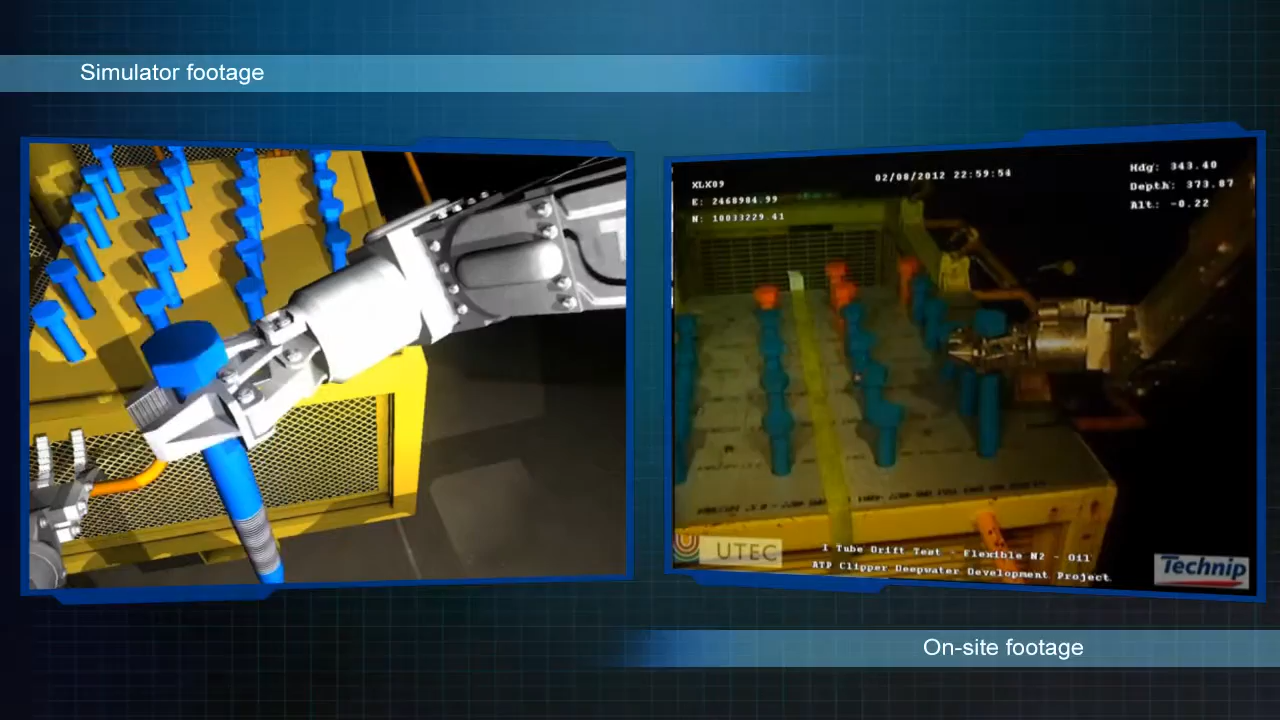 Simulator footage
XLX09
02/08/2012 22:59:54
Hdg: 343.40
E: 2468984.99
Depth: 373.87
N: 10033229.41
Alt: -0.22
UTEC
I Tube Drift Test - Flexible N2 - Oil
ATP Clipper Deepwater Development Project
Technip
On-site footage